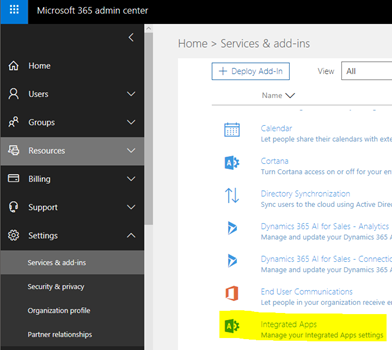 Microsoft 365 admin center
Home
Users
Groups
Resources
Billing
Support
Settings
Services & add-ins
Security & privacy
Organization profile
Partner relationships
Home > Services & add-ins
+ Deploy Add-In
View
All
Name
Calendar
Let people share their calendars with exte
Cortana
Turn Cortana access on or off for your en
Directory Synchronization
Sync users to the cloud using Active Direc
Dynamics 365 AI for Sales - Analytics
Manage and update your Dynamics 365 A
Dynamics 365 AI for Sales - Connectio
Manage and update your Dynamics 365 A
End User Communications
People in your organization receive e
Integrated Apps
Manage your Integrated Apps settings